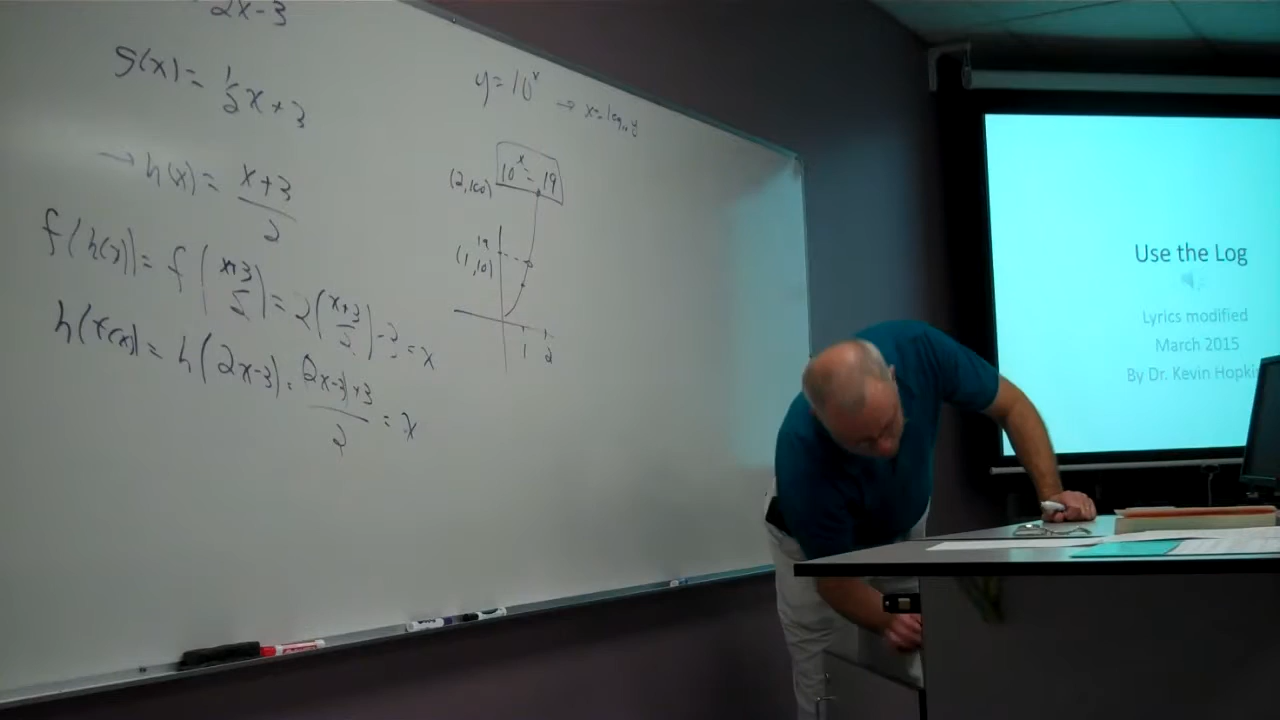 2x-3
g(x) = 1/2 x + 3
→ h(x) = x+3/2
f(h(x)) = f(x+3/2) = 2(x+3/2) - 3 = x
h(f(x)) = h(2x-3) = (2x-3)+3/2 = x
y = 10^x → x = log₁₀ y
10^x = 19
(2,100)
19
(1,10)
1 2
Use the Log
Lyrics modified
March 2015
By Dr. Kevin